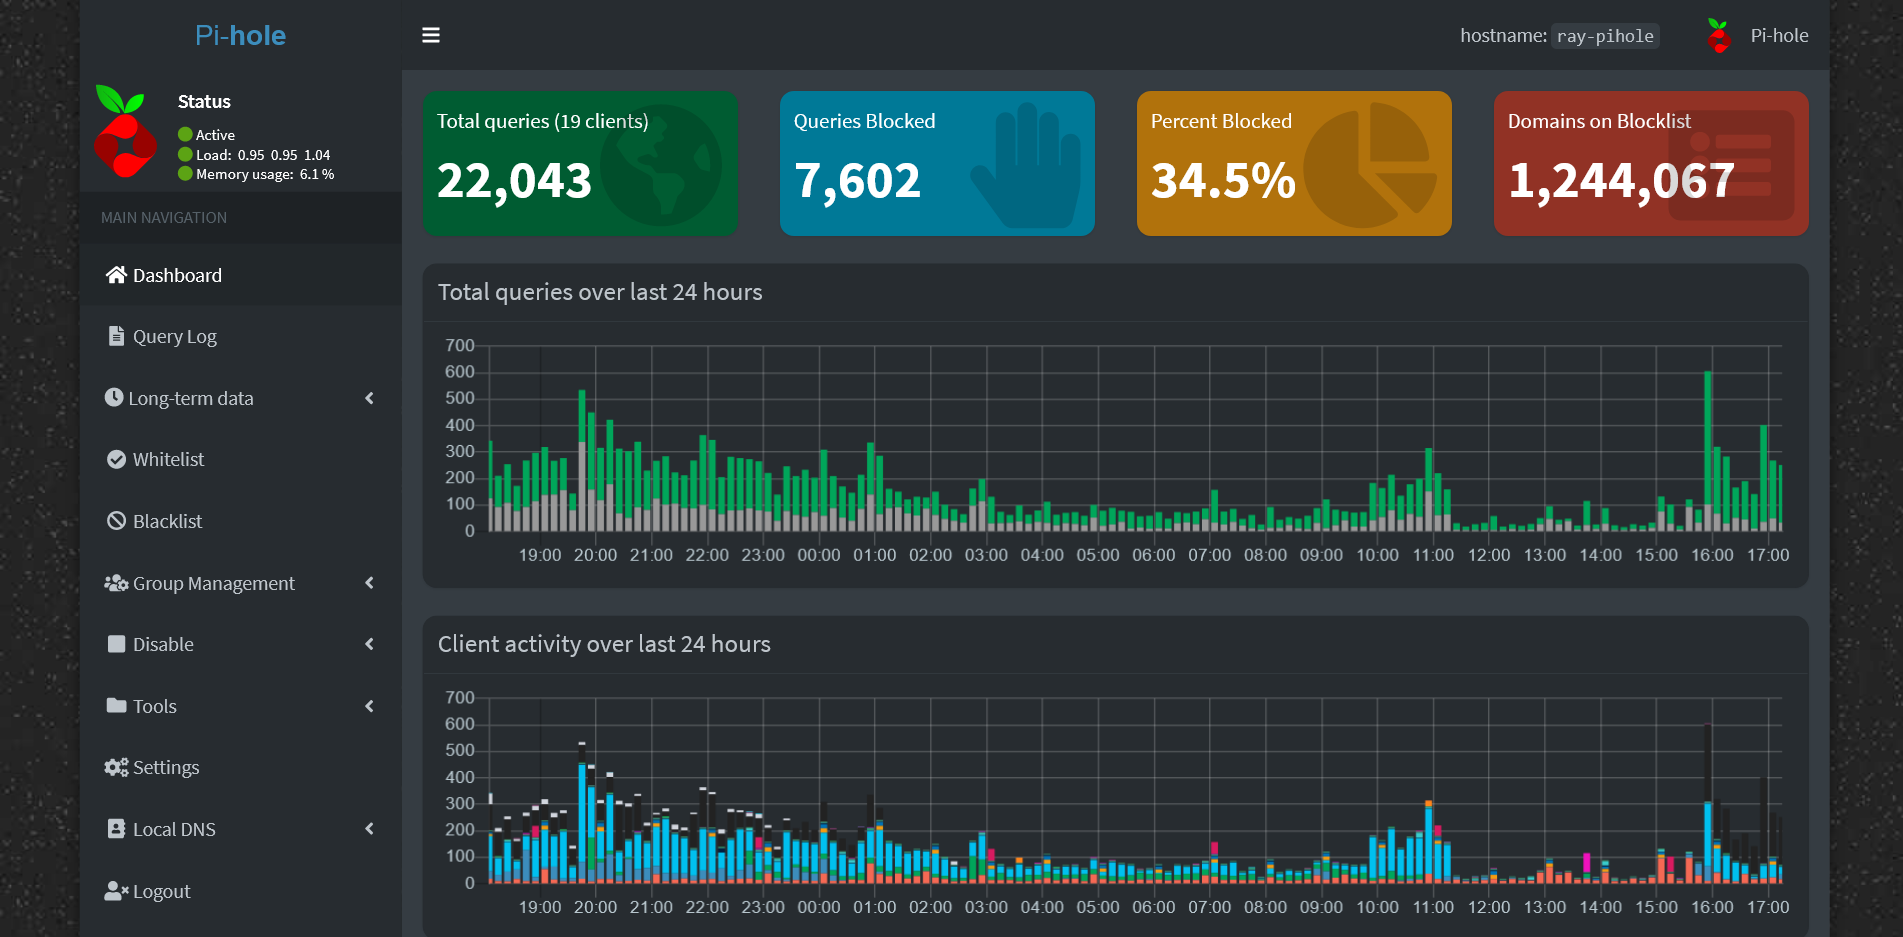 Pi-hole
hostname: ray-pihole
Pi-hole
Status
Active
Load: 0.95 0.95 1.04
Memory usage: 6.1 %
MAIN NAVIGATION
Dashboard
Query Log
Long-term data
Whitelist
Blacklist
Group Management
Disable
Tools
Settings
Local DNS
Logout
Total queries (19 clients)
22,043
Queries Blocked
7,602
Percent Blocked
34.5%
Domains on Blocklist
1,244,067
Total queries over last 24 hours
700
600
500
400
300
200
100
0
19:00 20:00 21:00 22:00 23:00 00:00 01:00 02:00 03:00 04:00 05:00 06:00 07:00 08:00 09:00 10:00 11:00 12:00 13:00 14:00 15:00 16:00 17:00
Client activity over last 24 hours
700
600
500
400
300
200
100
0
19:00 20:00 21:00 22:00 23:00 00:00 01:00 02:00 03:00 04:00 05:00 06:00 07:00 08:00 09:00 10:00 11:00 12:00 13:00 14:00 15:00 16:00 17:00